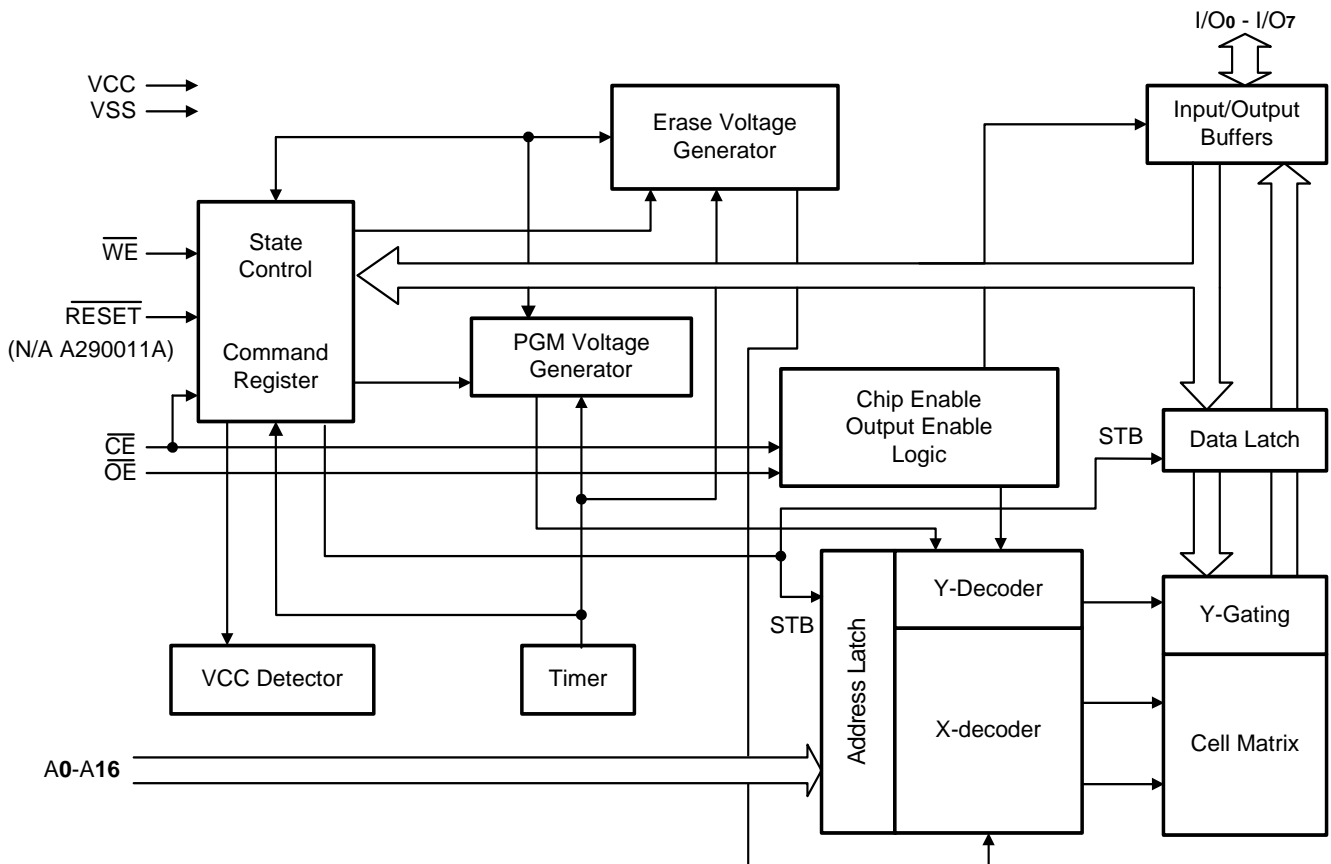 I/O0 - I/O7
VCC
VSS
Erase Voltage
Generator
Input/Output
Buffers
State
Control
WE
RESET
(N/A A290011A)
Command
Register
PGM Voltage
Generator
Chip Enable
Output Enable
Logic
CE
OE
STB
Data Latch
Y-Decoder
Y-Gating
STB
VCC Detector
Timer
Address Latch
X-decoder
Cell Matrix
A0-A16